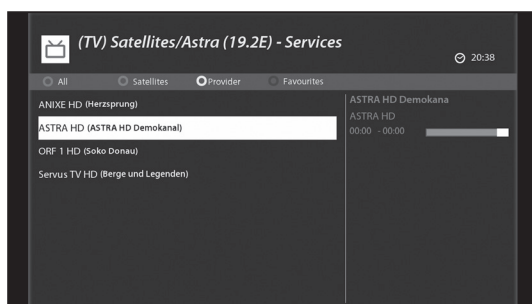 (TV) Satellites/Astra (19.2E) - Services
20:38
All Satellites Provider Favourites
ANIXE HD (Herzsprung)
ASTRA HD (ASTRA HD Demokanal)
ORF 1 HD (Soko Donau)
Servus TV HD (Berge und Legenden)
ASTRA HD Demokana
ASTRA HD
00:00 - 00:00